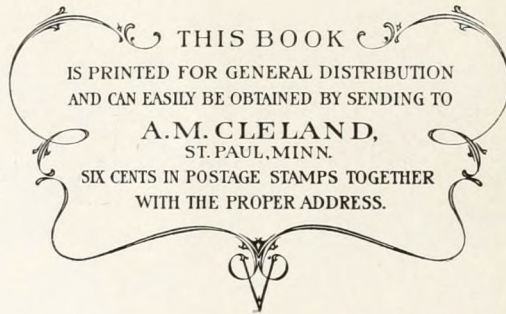 THIS BOOK
IS PRINTED FOR GENERAL DISTRIBUTION
AND CAN EASILY BE OBTAINED BY SENDING TO
A.M. CLELAND,
ST. PAUL, MINN.
SIX CENTS IN POSTAGE STAMPS TOGETHER
WITH THE PROPER ADDRESS.